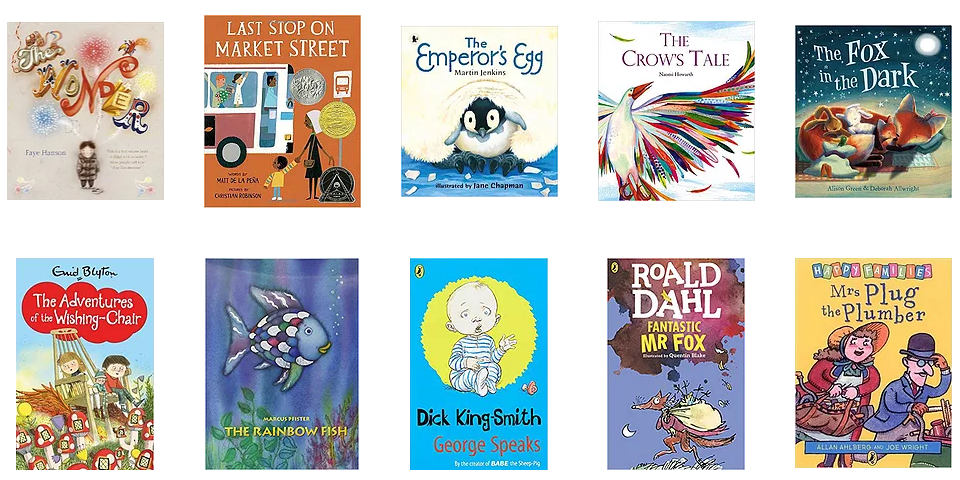 The
WONDER
Faye Hanson
LAST STOP ON
MARKET STREET
WORDS BY
MATT DE LA PEÑA
PICTURES BY
CHRISTIAN ROBINSON
The
Emperor's Egg
Martin Jenkins
illustrated by Jane Chapman
THE
CROW'S TALE
Naomi Howarth
The Fox
in the Dark
Alison Green & Deborah Allwright
Enid Blyton
The Adventures
of the Wishing-Chair
MARCUS PFISTER
THE RAINBOW FISH
Dick King-Smith
George Speaks
By the creator of BABE the Sheep-Pig
ROALD
DAHL
FANTASTIC
MR FOX
Illustrated by Quentin Blake
HAPPY FAMILIES
Mrs Plug
the Plumber
ALLAN AHLBERG AND JOE WRIGHT